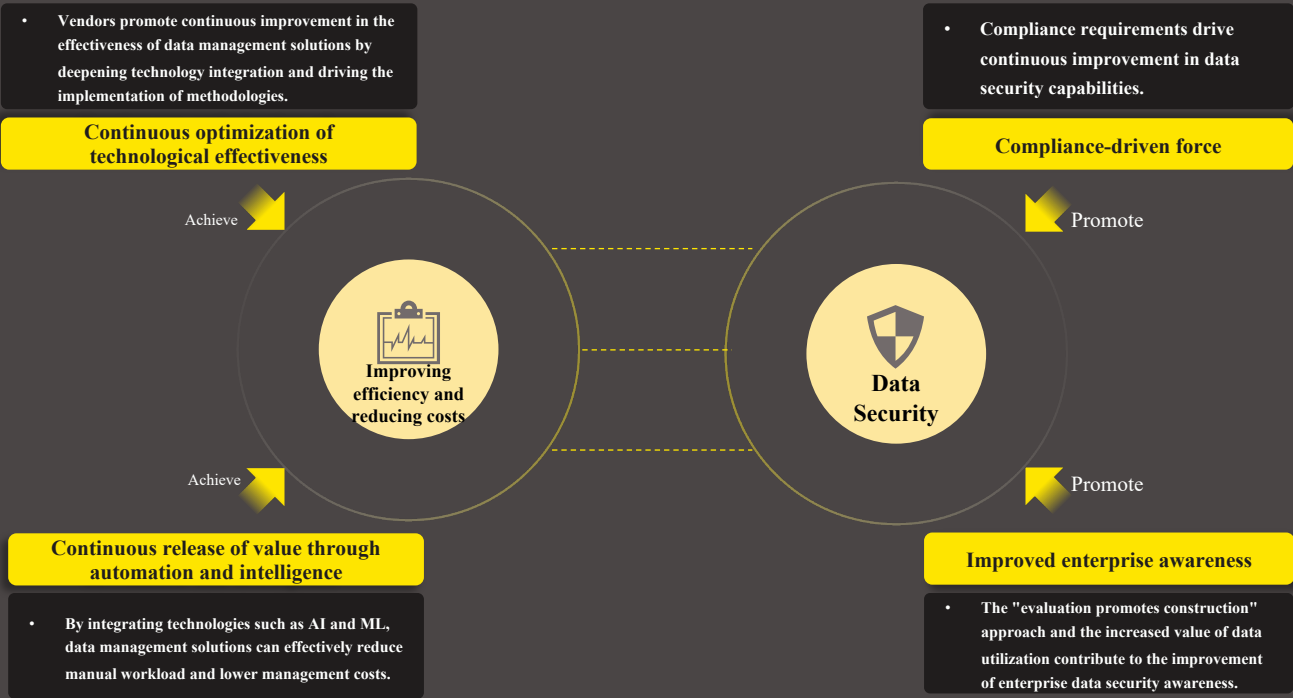 • Vendors promote continuous improvement in the
effectiveness of data management solutions by
deepening technology integration and driving the
implementation of methodologies.
Continuous optimization of
technological effectiveness
Achieve
Improving
efficiency and
reducing costs
Achieve
Continuous release of value through
automation and intelligence
• By integrating technologies such as AI and ML,
data management solutions can effectively reduce
manual workload and lower management costs.
• Compliance requirements drive
continuous improvement in data
security capabilities.
Compliance-driven force
Promote
Data
Security
Promote
Improved enterprise awareness
• The "evaluation promotes construction"
approach and the increased value of data
utilization contribute to the improvement
of enterprise data security awareness.